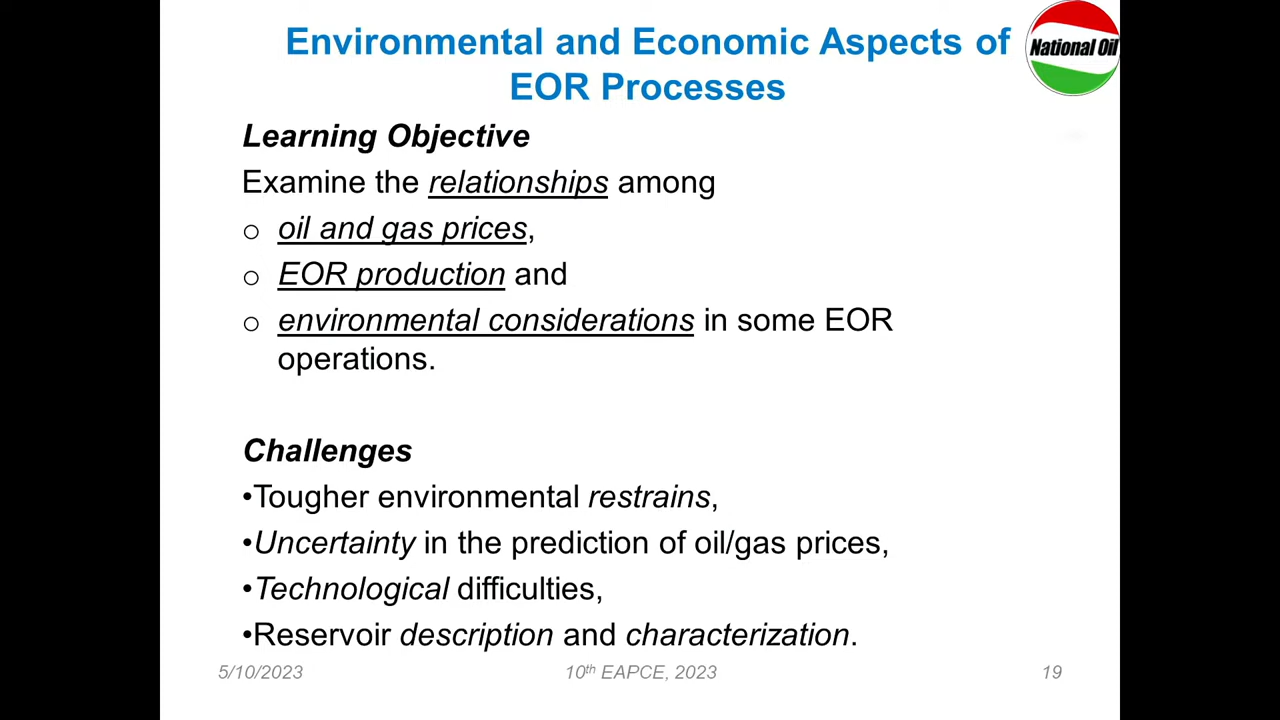 Environmental and Economic Aspects of
EOR Processes
National Oil
Learning Objective
Examine the relationships among
o oil and gas prices,
o EOR production and
o environmental considerations in some EOR
operations.
Challenges
•Tougher environmental restrains,
•Uncertainty in the prediction of oil/gas prices,
•Technological difficulties,
•Reservoir description and characterization.
5/10/2023 10th EAPCE, 2023 19